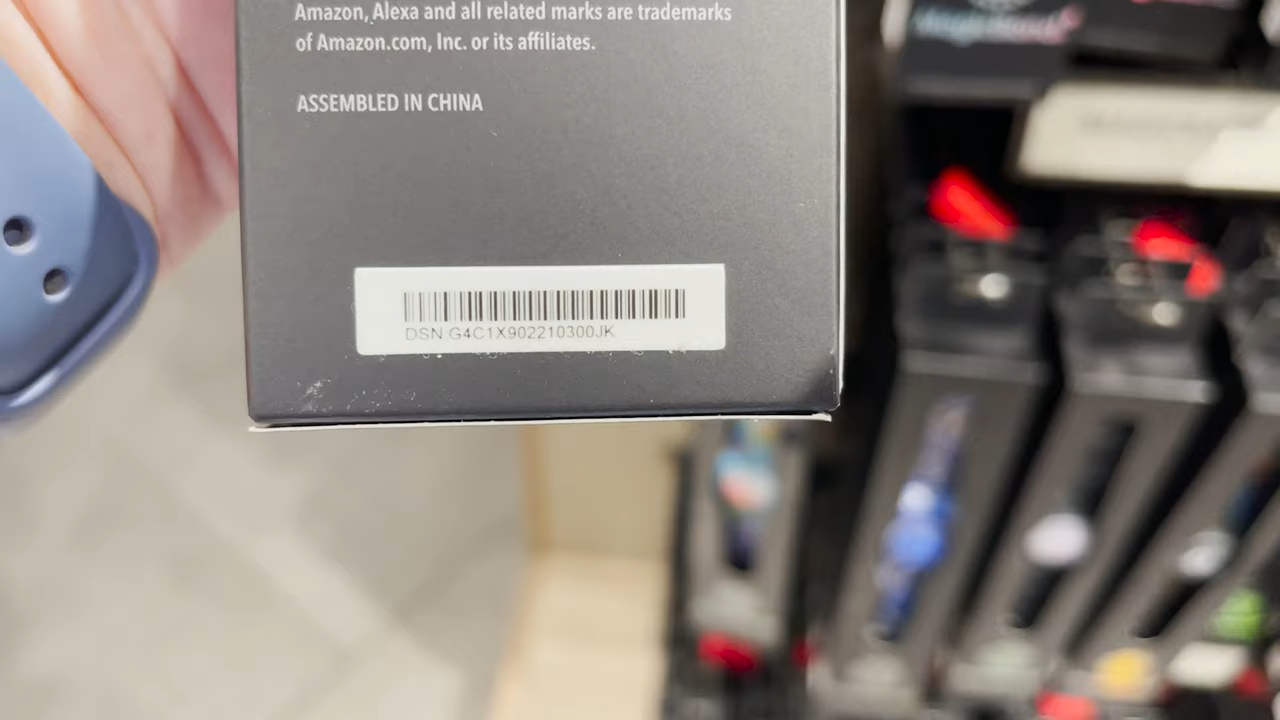 Amazon, Alexa and all related marks are trademarks
of Amazon.com, Inc. or its affiliates.
ASSEMBLED IN CHINA
DSN G4C1X902210300JK